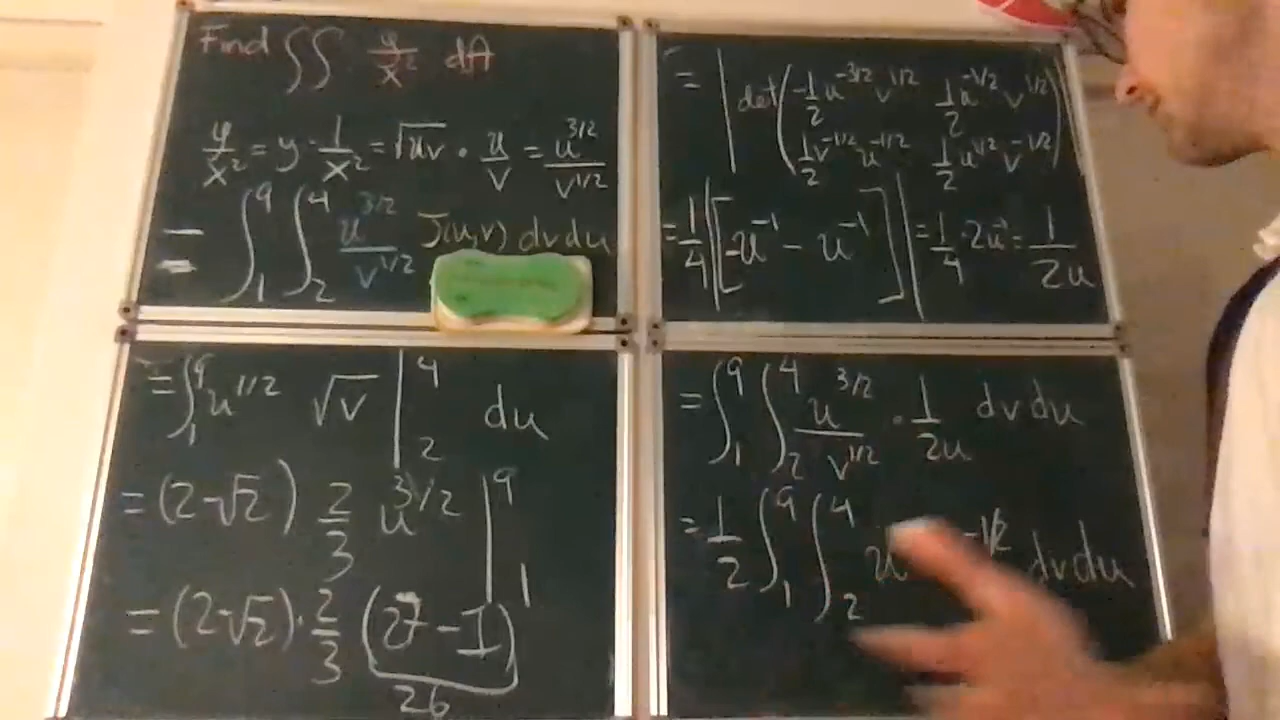 Find ∫∫ y/x² dA
y/x² = y · 1/x² = √uv · u/v = u^3/2 / v^1/2
= ∫₁⁹ ∫₂⁴ u^3/2 / v^1/2 J(u,v) dv du
= |det( -1/2 u^-3/2 v^1/2   1/2 u^-1/2 v^1/2 )|
1/2 v^-1/2 u^-1/2   1/2 u^1/2 v^-1/2
= 1/4 |[-u^-1 - u^-1]| = 1/4 · 2u^-1 = 1/2u
= ∫₁⁹ u^1/2 √v |₂⁴ du
= (2-√2) 2/3 u^3/2 |₁⁹
= (2-√2) · 2/3 (27-1)
26
= ∫₁⁹ ∫₂⁴ u^3/2 / v^1/2 · 1/2u dv du
= 1/2 ∫₁⁹ ∫₂⁴ u -1/2 dv du